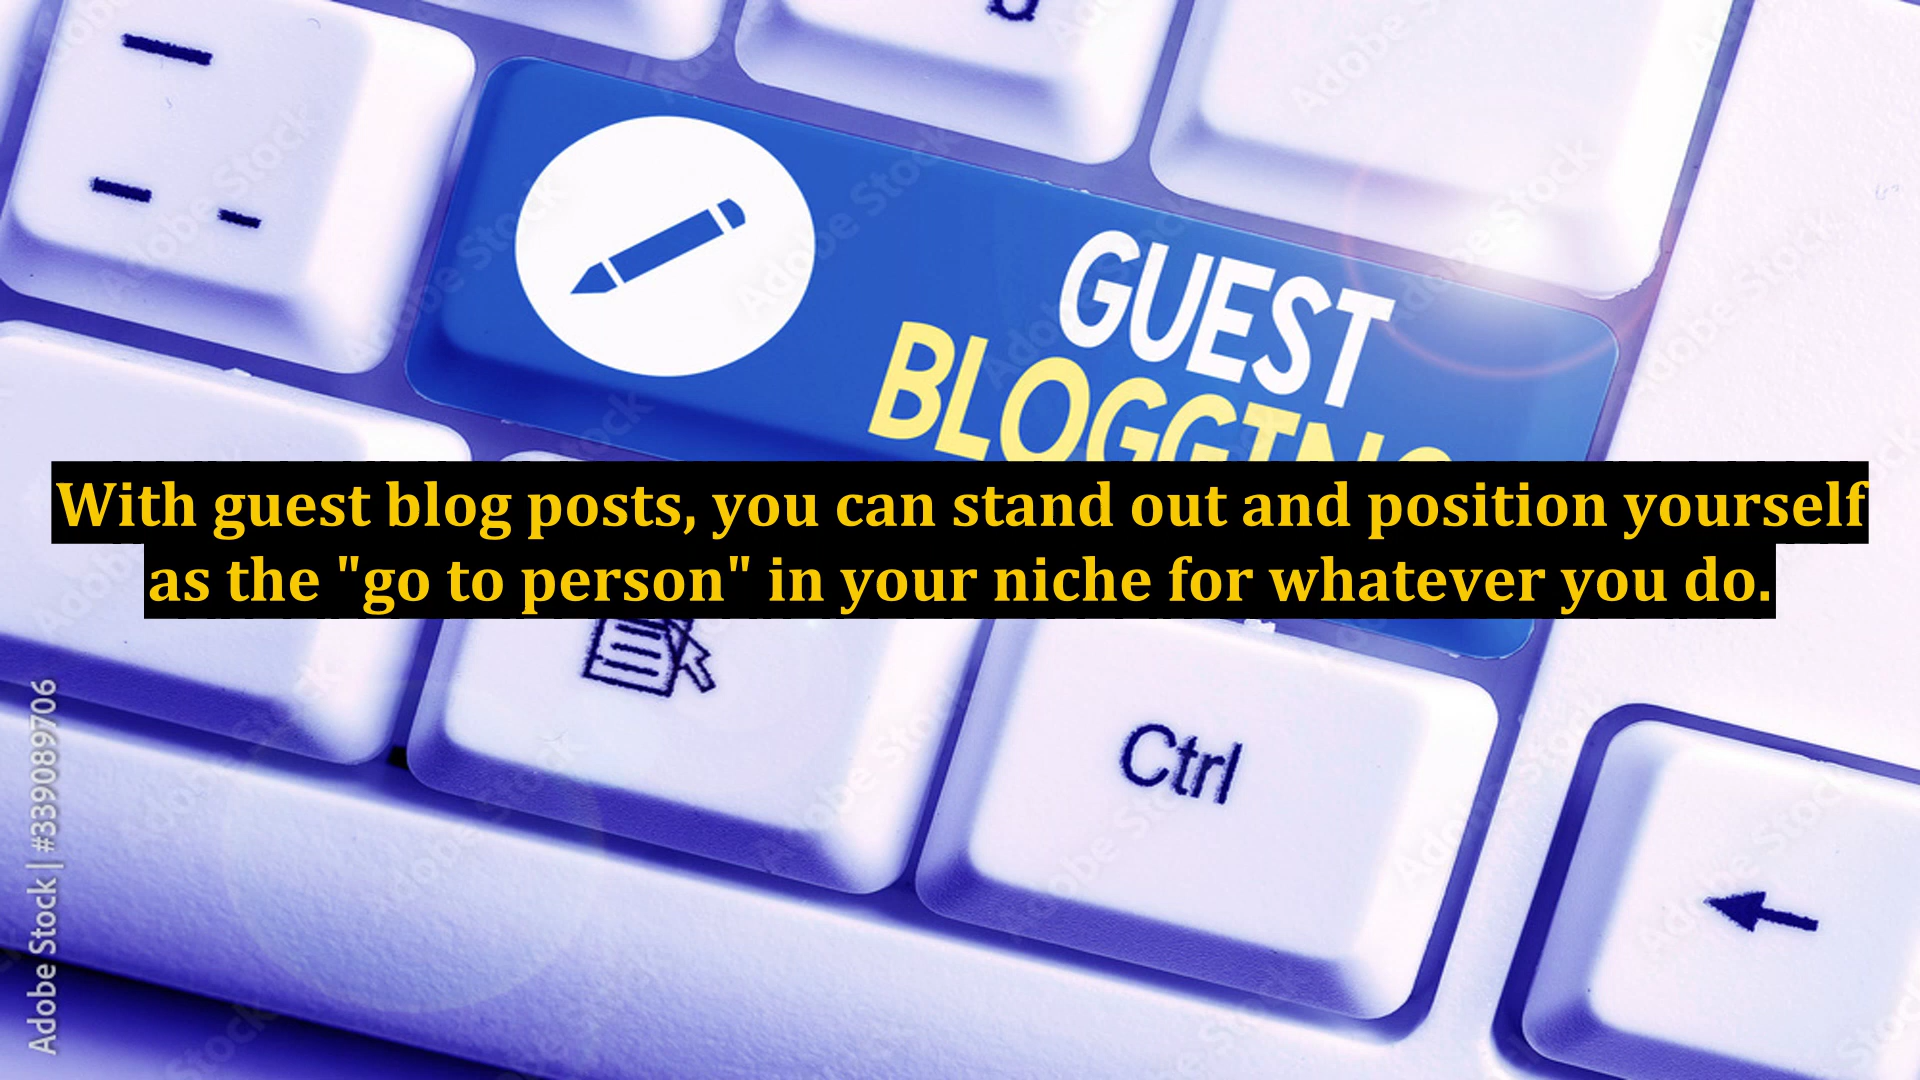 GUEST
BLOGGING
With guest blog posts, you can stand out and position yourself
as the "go to person" in your niche for whatever you do.
Ctrl
Adobe Stock | #339089706